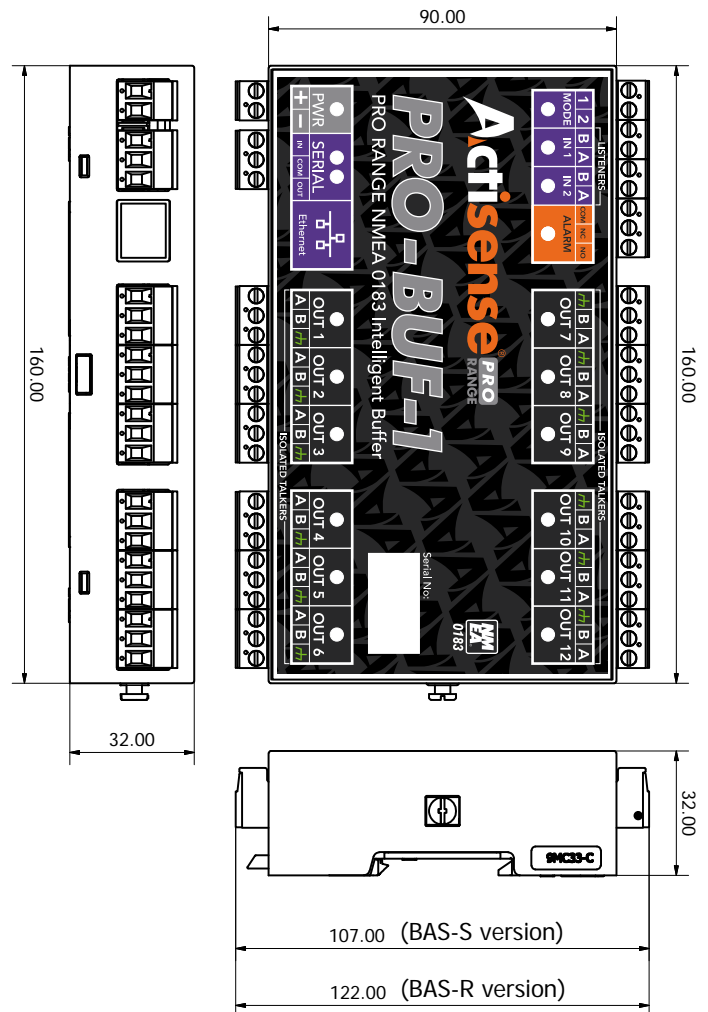 90.00
160.00
160.00
32.00
32.00
1 2 B A B A COM NC NO
MODE IN 1 IN 2 ALARM
LISTENERS
B A B A B A
OUT 7 OUT 8 OUT 9
ISOLATED TALKERS
B A B A B A
OUT 10 OUT 11 OUT 12
Actisense® PRO RANGE
PRO-BUF-1
PRO RANGE NMEA 0183 Intelligent Buffer
Serial No:
NMEA 0183
PWR SERIAL Ethernet
+ − IN COM OUT
OUT 1 OUT 2 OUT 3
A B A B A B
ISOLATED TALKERS
OUT 4 OUT 5 OUT 6
A B A B A B
9MC33-C
107.00 (BAS-S version)
122.00 (BAS-R version)